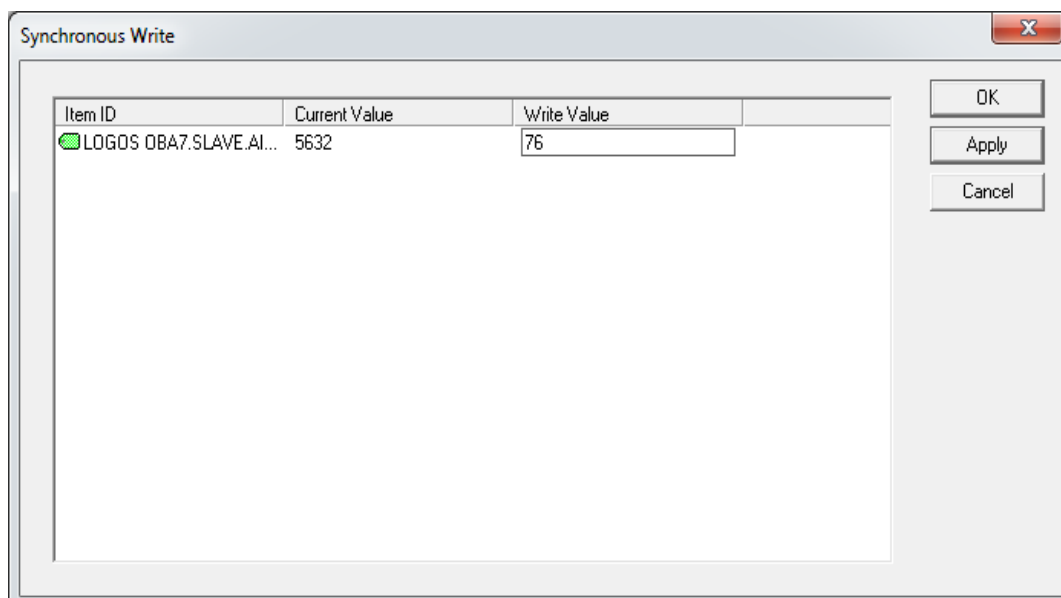 Synchronous Write
Item ID Current Value Write Value
LOGOS OBA7.SLAVE.AI... 5632 76
OK
Apply
Cancel